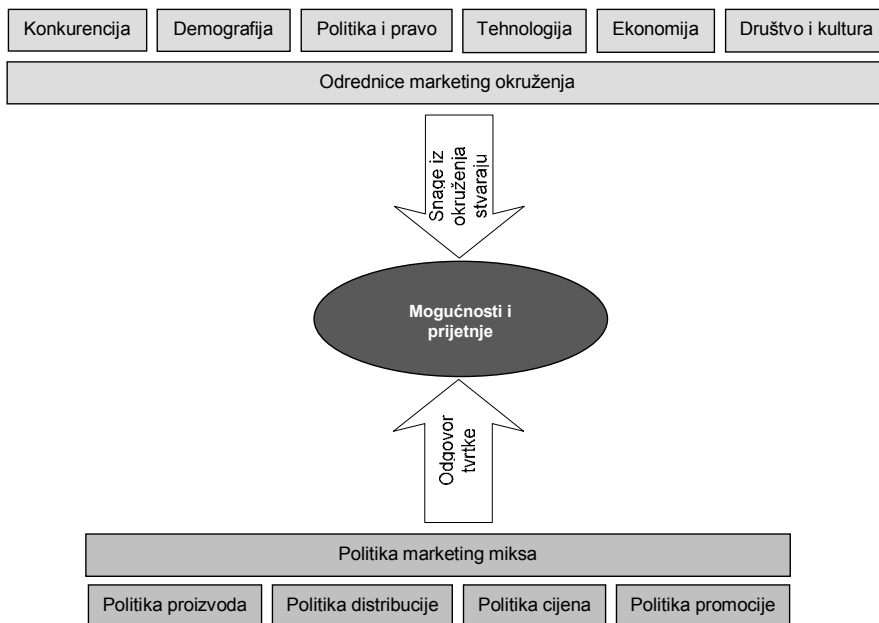 Konkurencija
Demografija
Politika i pravo
Tehnologija
Ekonomija
Društvo i kultura
Odrednice marketing okruženja
Snage iz
okruženja
stvaraju
Mogućnosti i
prijetnje
Odgovor
tvrtke
Politika marketing miksa
Politika proizvoda
Politika distribucije
Politika cijena
Politika promocije